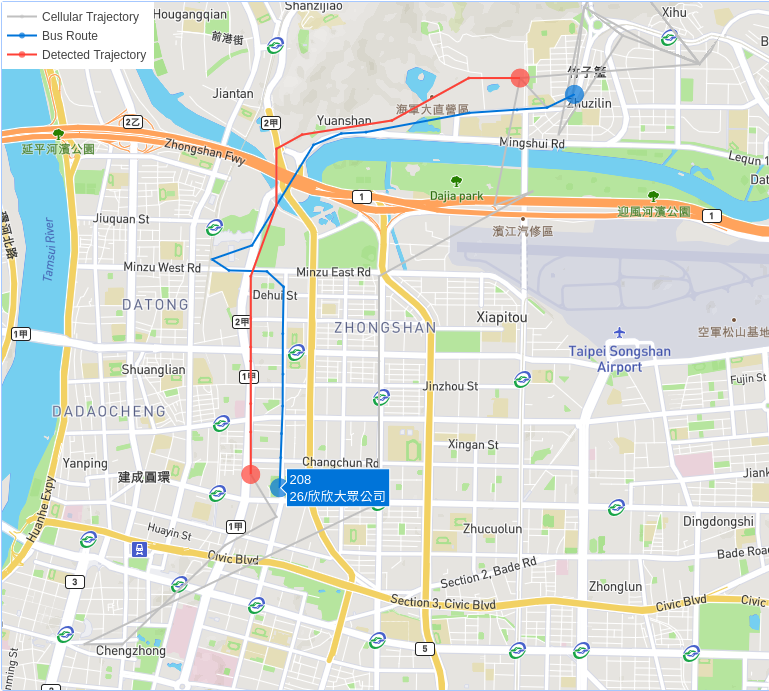 Cellular Trajectory
Bus Route
Detected Trajectory
Hougangqian
Shanzijiao
Xihu
前港街
Jiantan
2甲
竹子籠
Zhuzilin
海軍大直營區
Yuanshan
2乙
延平河濱公園
Zhongshan Fwy
Mingshui Rd
Lequn 1
Dajia park
1
迎風河濱公園
1
濱江汽修區
Jiuquan St
Tamsui River
Minzu West Rd
Minzu East Rd
Dehui St
DATONG
2甲
ZHONGSHAN
Xiapitou
1甲
Taipei Songshan
Airport
空軍松山基地
Shuanglian
1甲
Jinzhou St
Fujin St
DADAOCHENG
Xingan St
Yanping
Changchun Rd
建成圓環
208
26/欣欣大眾公司
Jiank
Huanhe Expy
1甲
Huayin St
Zhucuolun
Dingdongshi
Civic Blvd
Section 2, Bade Rd
Bade Road
3
Zhonglun
Section 3, Civic Blvd
Civic Blvd
Civic
Chengzhong
5
nming St